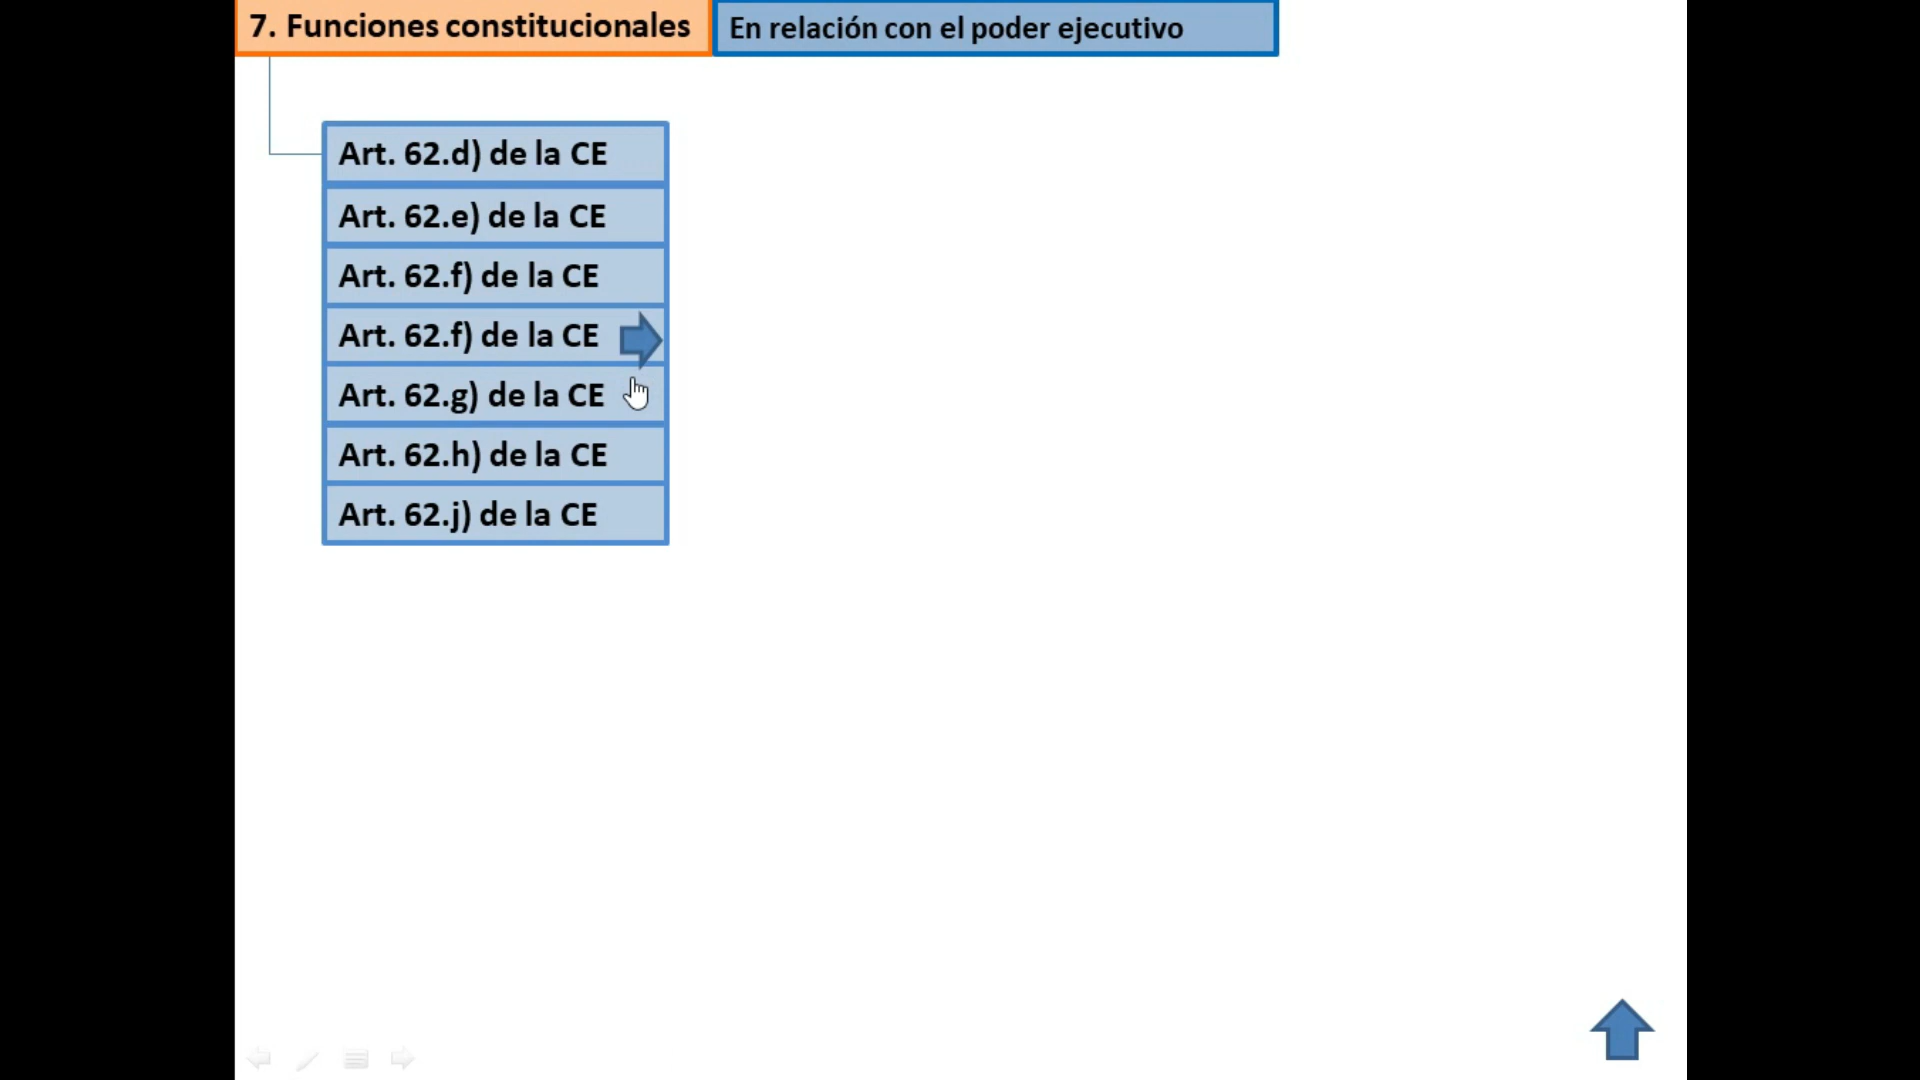 7. Funciones constitucionales
En relación con el poder ejecutivo
Art. 62.d) de la CE
Art. 62.e) de la CE
Art. 62.f) de la CE
Art. 62.f) de la CE
Art. 62.g) de la CE
Art. 62.h) de la CE
Art. 62.j) de la CE